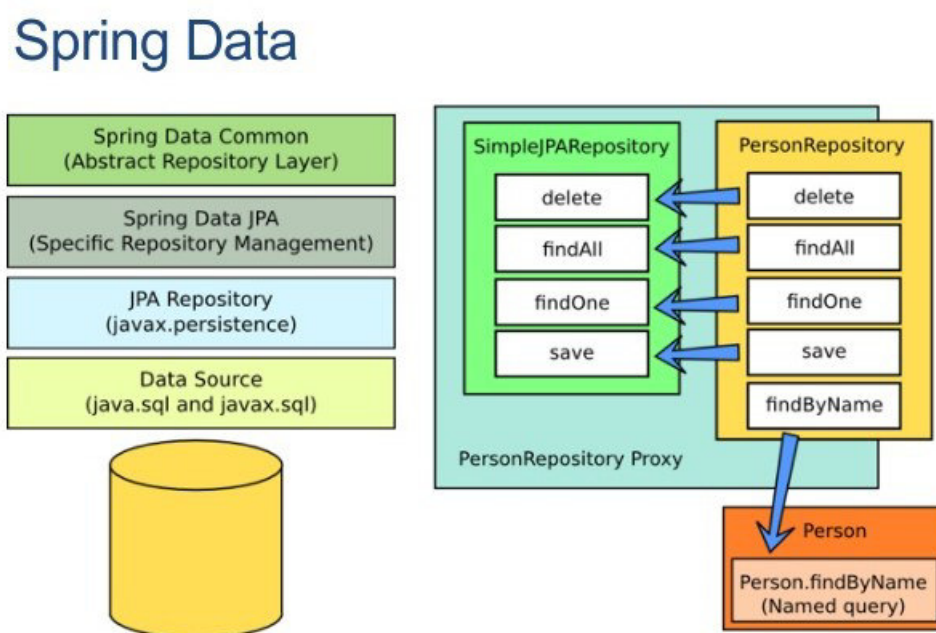 Spring Data
Spring Data Common
(Abstract Repository Layer)
Spring Data JPA
(Specific Repository Management)
JPA Repository
(javax.persistence)
Data Source
(java.sql and javax.sql)
SimpleJPARepository
delete
findAll
findOne
save
PersonRepository
delete
findAll
findOne
save
findByName
PersonRepository Proxy
Person
Person.findByName
(Named query)